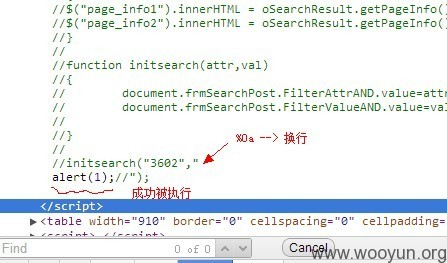 //$("page_info1").innerHTML = oSearchResult.getPageInfo()
//$("page_info2").innerHTML = oSearchResult.getPageInfo()
//}
//
//function initsearch(attr,val)
//{
// document.frmSearchPost.FilterAttrAND.value=attr
// document.frmSearchPost.FilterValueAND.value=val
//
//}
//
//initsearch("3602","
%0a --> 换行
alert(1);//");
成功被执行
</script>
▶ <table width="910" border="0" cellspacing="0" cellpadding=
▶ <script> </script>
Find 0 of 0 Cancel
www.wooyun.org